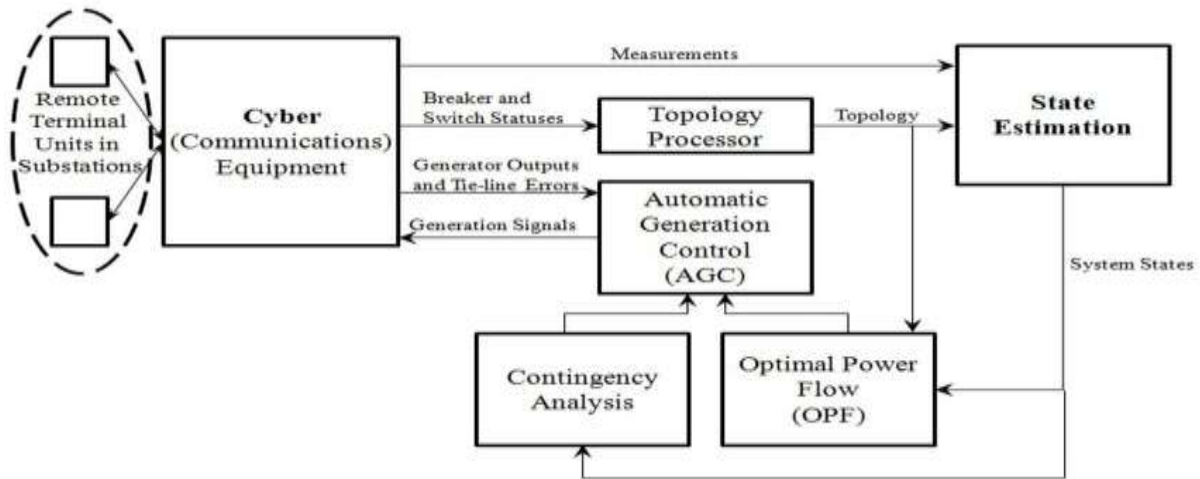 Remote
Terminal
Units in
Substations
Cyber
(Communications)
Equipment
Measurements
Breaker and
Switch Statuses
Generator Outputs
and Tie-line Errors
Generation Signals
Topology
Processor
Topology
State
Estimation
Automatic
Generation
Control
(AGC)
System States
Contingency
Analysis
Optimal Power
Flow
(OPF)